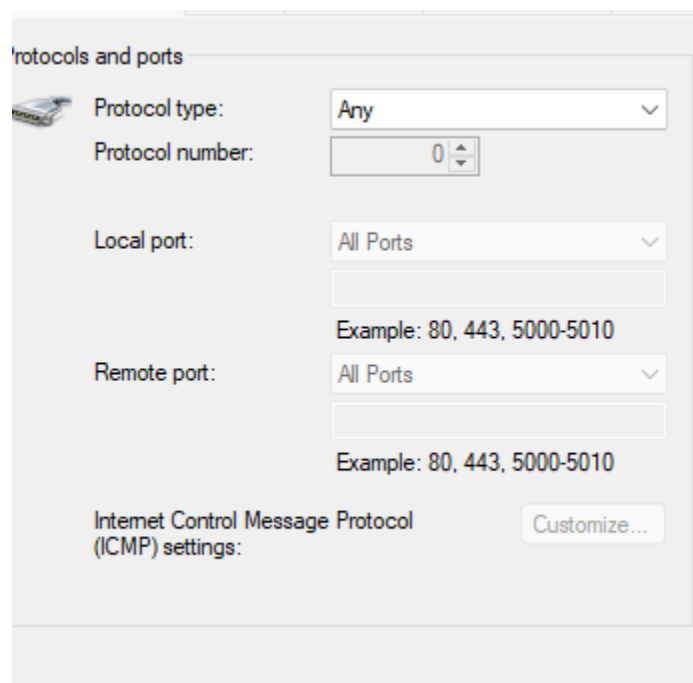 rotocols and ports
Protocol type: Any
Protocol number: 0
Local port: All Ports
Example: 80, 443, 5000-5010
Remote port: All Ports
Example: 80, 443, 5000-5010
Internet Control Message Protocol
(ICMP) settings: Customize...